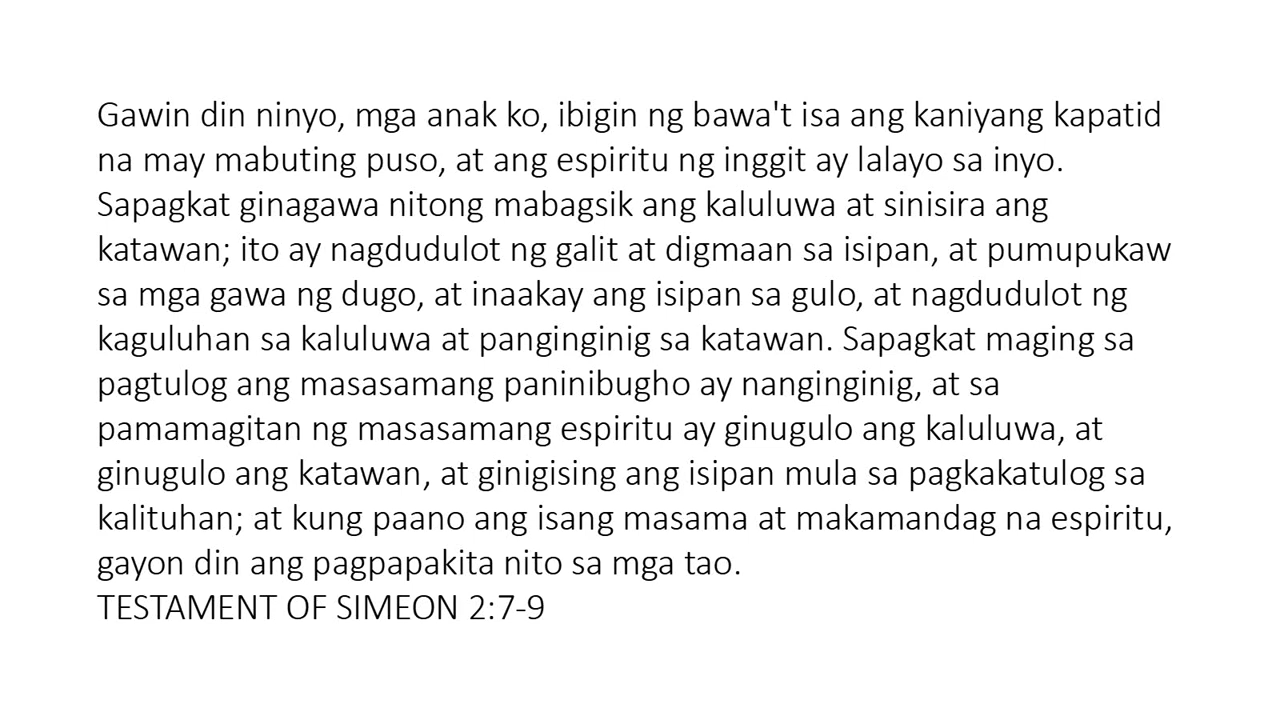 Gawin din ninyo, mga anak ko, ibigin ng bawa't isa ang kaniyang kapatid
na may mabuting puso, at ang espiritu ng inggit ay lalayo sa inyo.
Sapagkat ginagawa nitong mabagsik ang kaluluwa at sinisira ang
katawan; ito ay nagdudulot ng galit at digmaan sa isipan, at pumupukaw
sa mga gawa ng dugo, at inaakay ang isipan sa gulo, at nagdudulot ng
kaguluhan sa kaluluwa at panginginig sa katawan. Sapagkat maging sa
pagtulog ang masasamang paninibugho ay nanginginig, at sa
pamamagitan ng masasamang espiritu ay ginugulo ang kaluluwa, at
ginugulo ang katawan, at ginigising ang isipan mula sa pagkakatulog sa
kalituhan; at kung paano ang isang masama at makamandag na espiritu,
gayon din ang pagpapakita nito sa mga tao.
TESTAMENT OF SIMEON 2:7-9